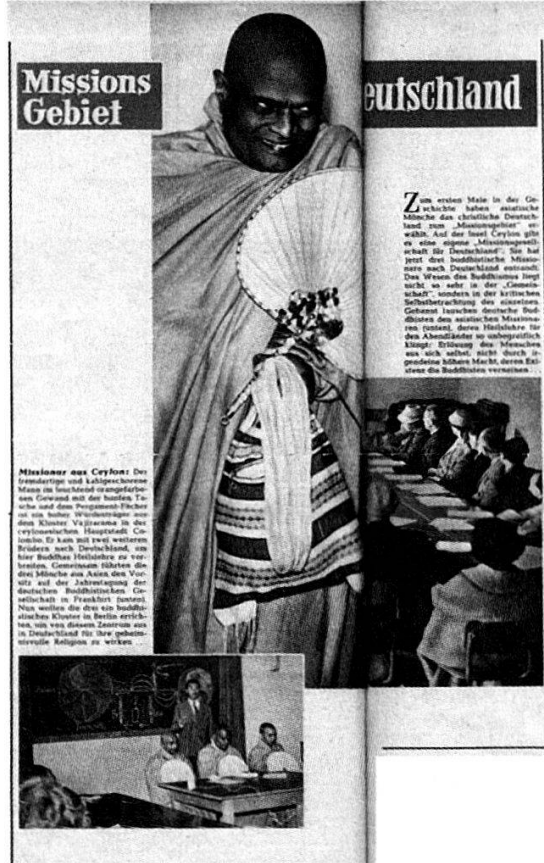 Missions
Gebiet
eutschland
Zum ersten Male in der Ge-
schichte haben asiatische
Mönche das christliche Deutsch-
land zum „Missionsgebiet“ er-
wählt. Auf der Insel Ceylon gibt
es eine eigene „Missionsgesell-
schaft für Deutschland“. Sie hat
jetzt drei buddhistische Missio-
nare nach Deutschland entsandt.
Das Wesen des Buddhismus liegt
nicht so sehr in der „Gemein-
schaft“, sondern in der kritischen
Selbstbetrachtung des einzelnen.
Gebannt lauschen deutsche Bud-
dhisten den asiatischen Missiona-
ren (unten), deren Heilslehre für
den Abendländer so unbegreiflich
klingt: Erlösung des Menschen
aus sich selbst, nicht durch ir-
gendeine höhere Macht, deren Exi-
stenz die Buddhisten verneinen...
Missionar aus Ceylon: Der
fremdartige und kahlgeschorene
Mann im leuchtend orangefarbe-
nen Gewand mit der bunten Ta-
sche und dem Pergament-Fächer
ist ein hoher Würdenträger aus
dem Kloster Vajirarama in der
ceylonesischen Hauptstadt Co-
lombo. Er kam mit zwei weiteren
Brüdern nach Deutschland, um
hier Buddhas Heilslehre zu ver-
breiten. Gemeinsam führten die
drei Mönche aus Asien den Vor-
sitz auf der Jahrestagung der
deutschen Buddhistischen Ge-
sellschaft in Frankfurt (unten).
Nun wollen die drei ein buddhi-
stisches Kloster in Berlin errich-
ten, um von diesem Zentrum aus
in Deutschland für ihre geheim-
nisvolle Religion zu wirken...